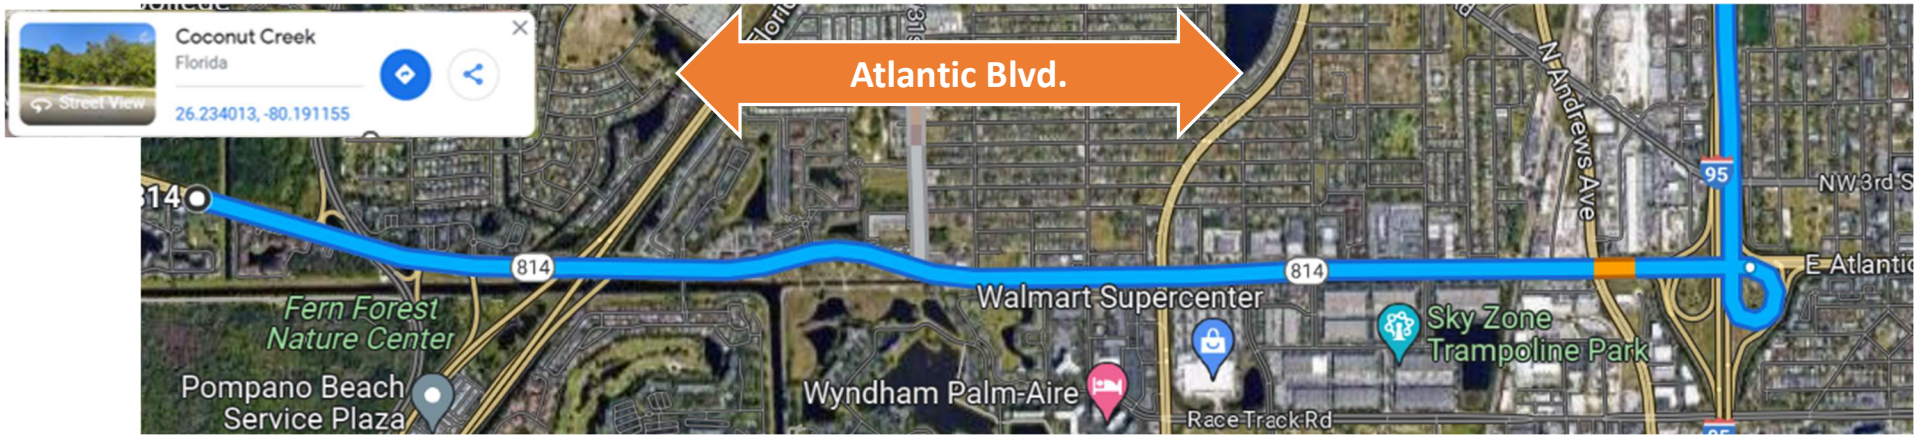 Coconut Creek
Florida
Street View
26.234013, -80.191155
Atlantic Blvd.
N Andrews Ave
95
NW 3rd S
814
814
814
E Atlantic
Walmart Supercenter
Fern Forest
Nature Center
Sky Zone
Trampoline Park
Pompano Beach
Service Plaza
Wyndham Palm-Aire
Race Track Rd
95